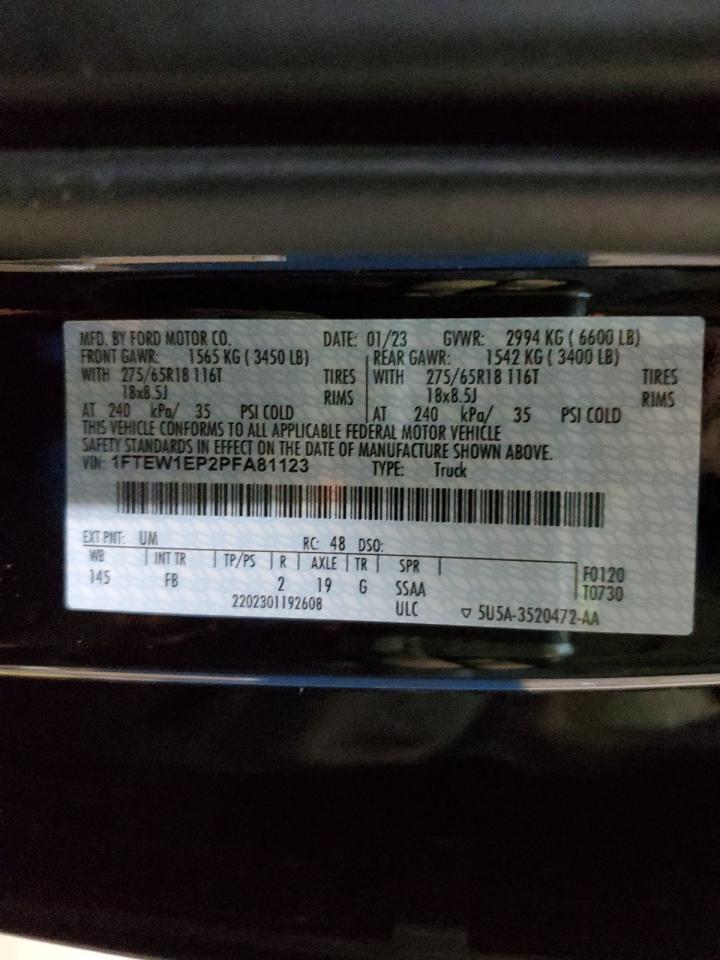 MFD. BY FORD MOTOR CO. DATE: 01/23 GVWR: 2994 KG ( 6600 LB)
FRONT GAWR: 1565 KG ( 3450 LB) REAR GAWR: 1542 KG ( 3400 LB)
WITH 275/65R18 116T TIRES WITH 275/65R18 116T TIRES
18x8.5J RIMS 18x8.5J RIMS
AT 240 kPa/ 35 PSI COLD AT 240 kPa/ 35 PSI COLD
THIS VEHICLE CONFORMS TO ALL APPLICABLE FEDERAL MOTOR VEHICLE
SAFETY STANDARDS IN EFFECT ON THE DATE OF MANUFACTURE SHOWN ABOVE.
VIN: 1FTEW1EP2PFA81123 TYPE: Truck
EXT PNT: UM RC: 48 DSO:
WB INT TR TP/PS R AXLE TR SPR
145 FB 2 19 G SSAA F0120
T0730
2202301192608 ULC ▽ 5U5A-3520472-AA